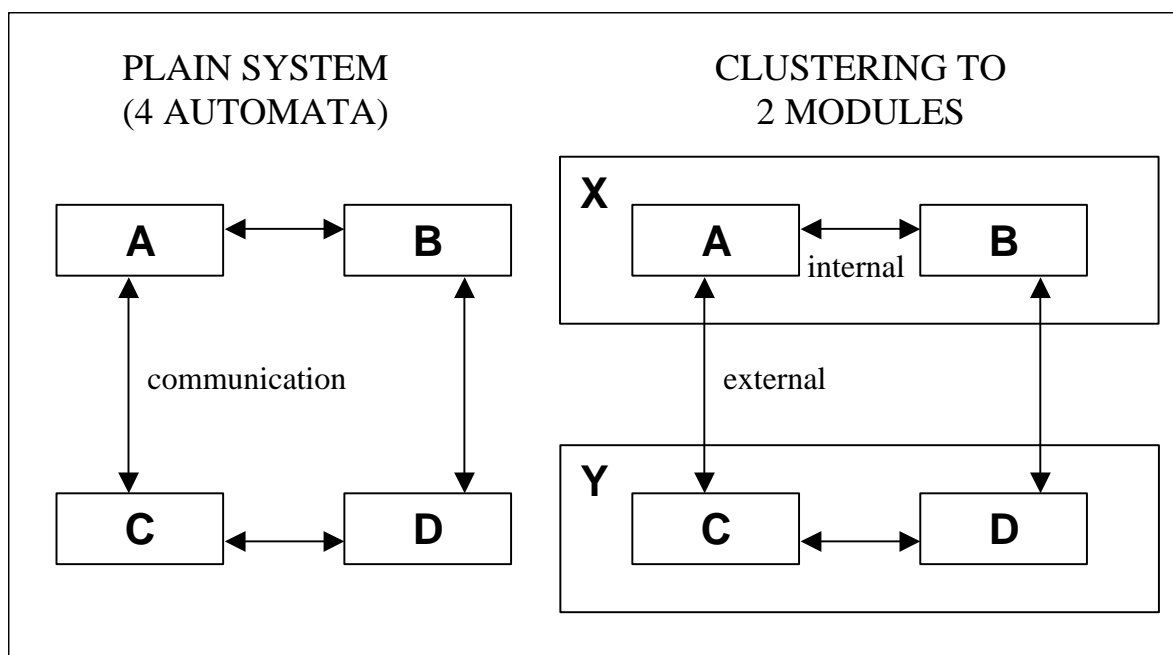 PLAIN SYSTEM
(4 AUTOMATA)
A
B
communication
C
D
CLUSTERING TO
2 MODULES
X
A
B
internal
external
Y
C
D